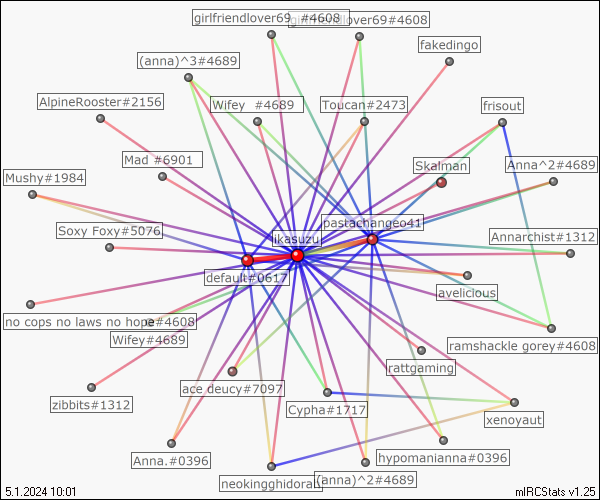 girlfriendlover69 #4608
girlfriendlover69#4608
fakedingo
(anna)^3#4689
AlpineRooster#2156
Wifey #4689
Toucan#2473
frisout
Mad #6901
Skalman
Anna^2#4689
Mushy#1984
Soxy Foxy#5076
ikasuzu
pastachangeo41
Annarchist#1312
default#0617
avelicious
no cops no laws no hope
#4608
Wifey#4689
ramshackle gorey#4608
rattgaming
ace deucy#7097
zibbits#1312
Cypha#1717
xenoyaut
Anna.#0396
neokingghidorah
(anna)^2#4689
hypomanianna#0396
5.1.2024 10:01
mIRCStats v1.25